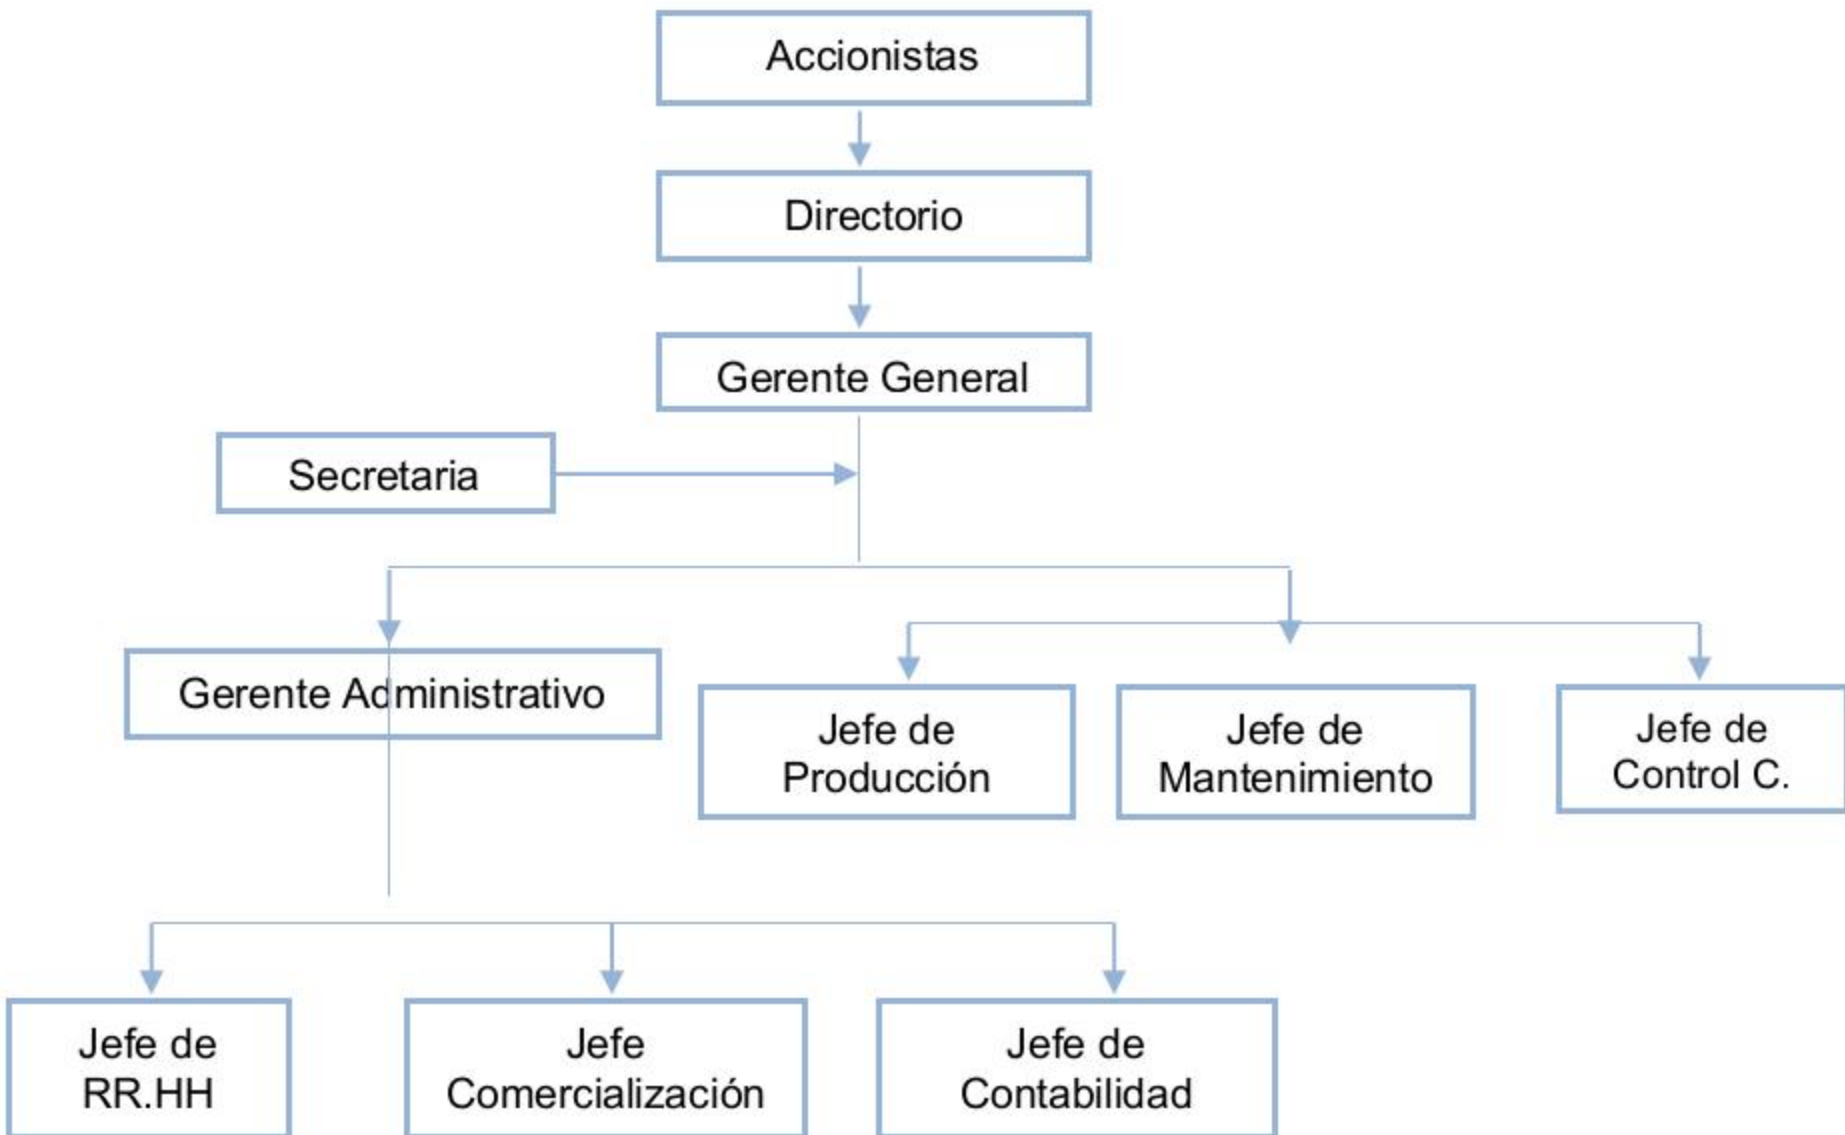 Accionistas
Directorio
Gerente General
Secretaria
Gerente Administrativo
Jefe de
Producción
Jefe de
Mantenimiento
Jefe de
Control C.
Jefe de
RR.HH
Jefe
Comercialización
Jefe de
Contabilidad